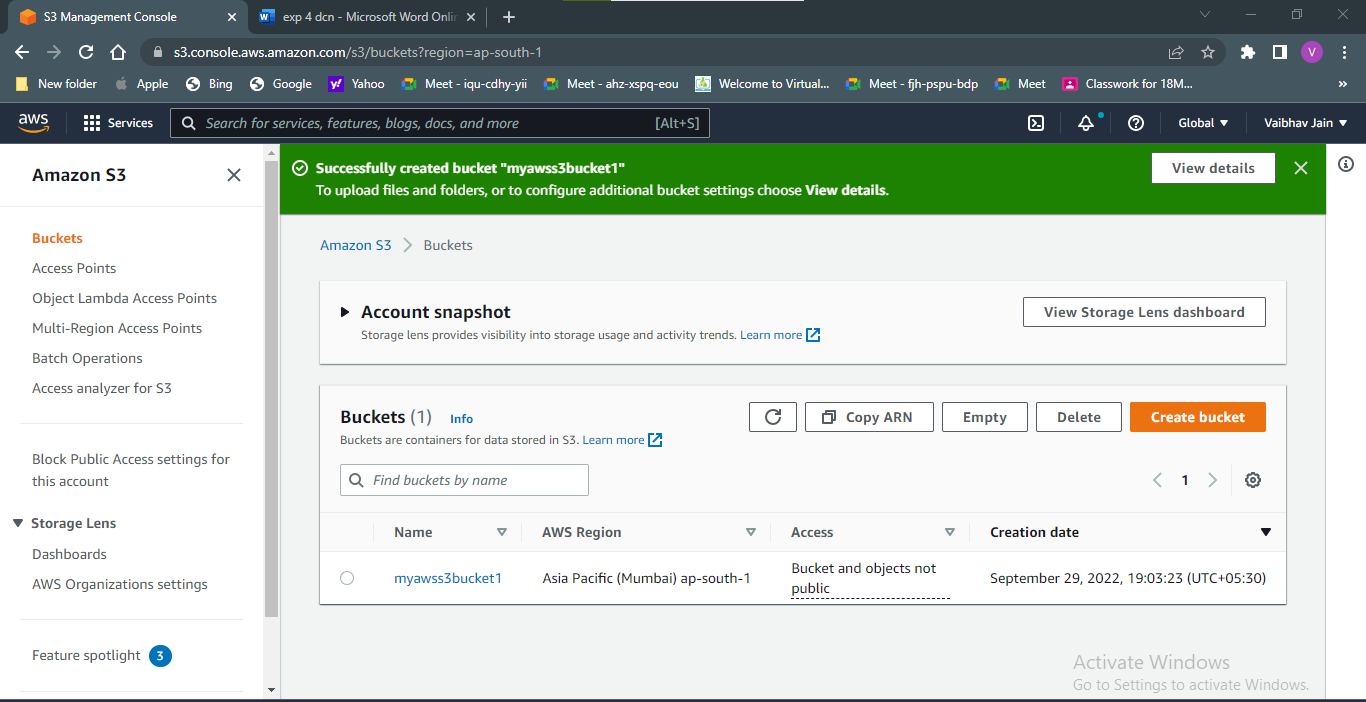 S3 Management Console
exp 4 dcn - Microsoft Word Onlin
s3.console.aws.amazon.com/s3/buckets?region=ap-south-1
V
New folder Apple Bing Google Yahoo Meet - iqu-cdhy-yii Meet - ahz-xspq-eou Welcome to Virtual... Meet - fjh-pspu-bdp Meet Classwork for 18M... »
aws Services Search for services, features, blogs, docs, and more [Alt+S] Global Vaibhav Jain
Amazon S3
Buckets
Access Points
Object Lambda Access Points
Multi-Region Access Points
Batch Operations
Access analyzer for S3
Block Public Access settings for
this account
Storage Lens
Dashboards
AWS Organizations settings
Feature spotlight 3
Successfully created bucket "myawss3bucket1"
To upload files and folders, or to configure additional bucket settings choose View details.
View details
Amazon S3 Buckets
Account snapshot
Storage lens provides visibility into storage usage and activity trends. Learn more
View Storage Lens dashboard
Buckets (1) Info
Buckets are containers for data stored in S3. Learn more
Copy ARN Empty Delete Create bucket
Find buckets by name
1
Name AWS Region Access Creation date
myawss3bucket1 Asia Pacific (Mumbai) ap-south-1 Bucket and objects not September 29, 2022, 19:03:23 (UTC+05:30)
public
Activate Windows
Go to Settings to activate Windows.